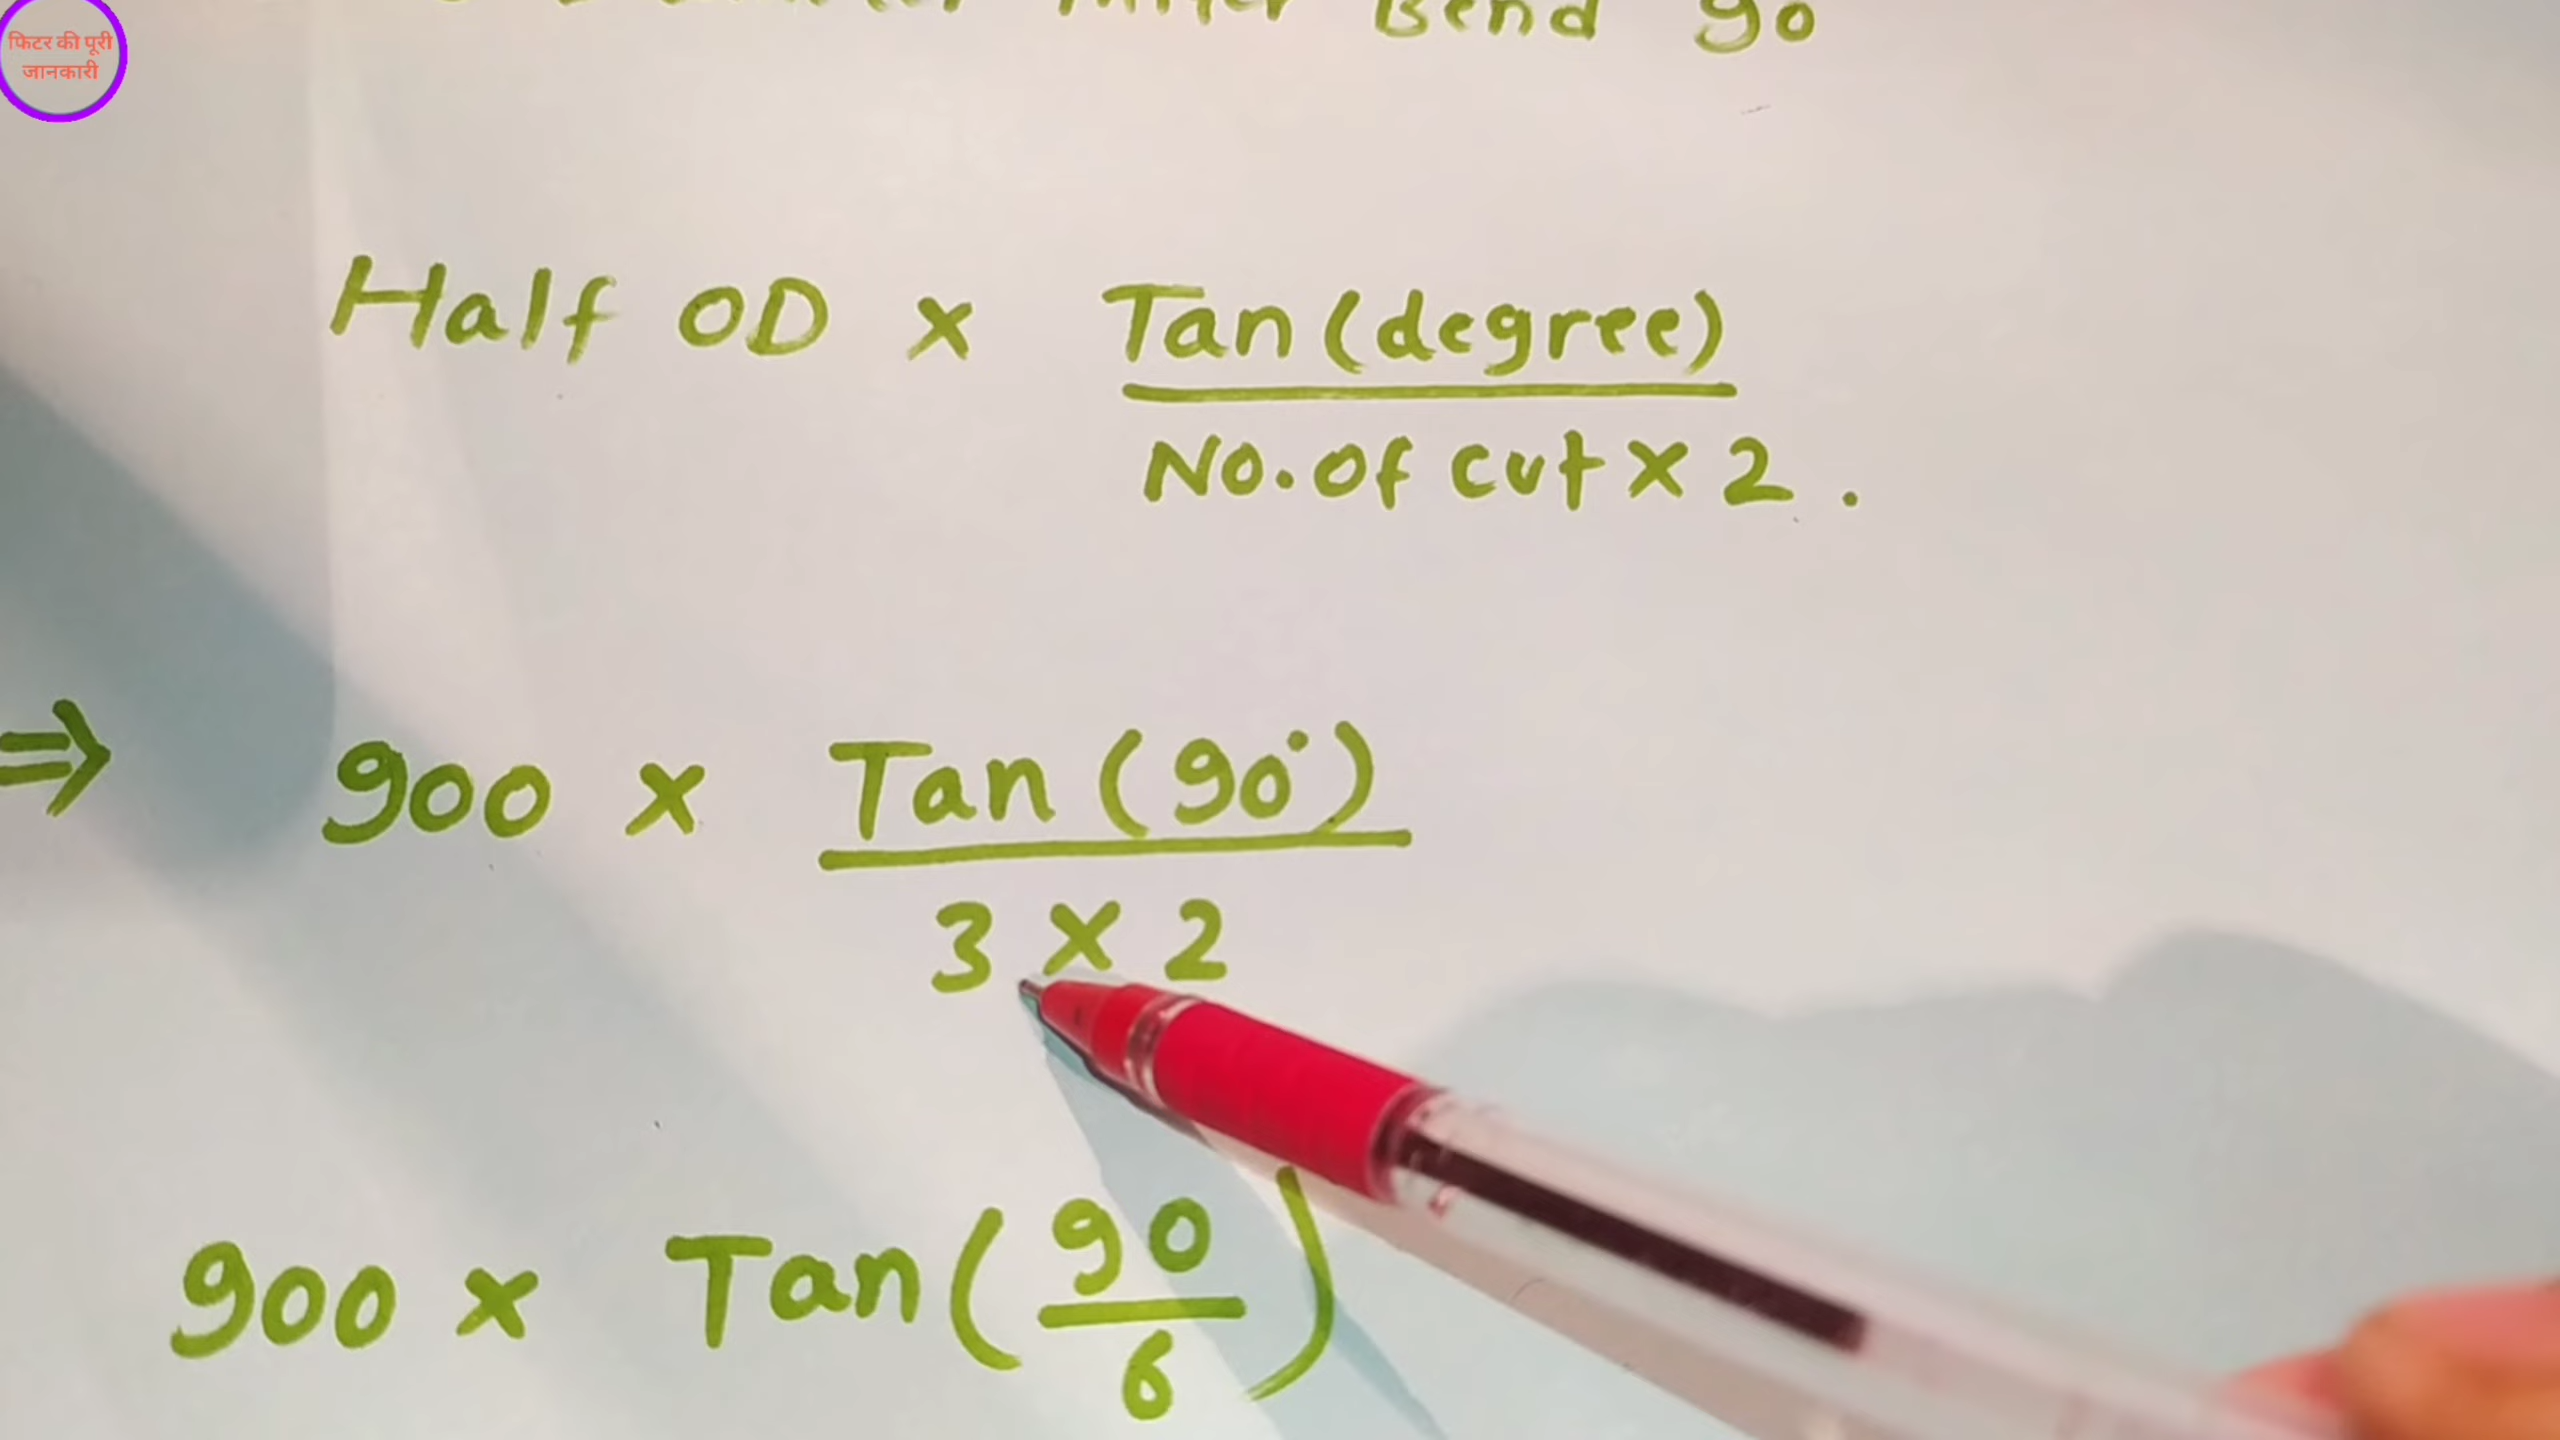 फिटर की पूरी
जानकारी
Miter Bend 90
Half OD x Tan (degree)
No. of cut x 2 .
⇒ 900 x Tan (90°)
3 x 2
900 x Tan ( 90
6 )